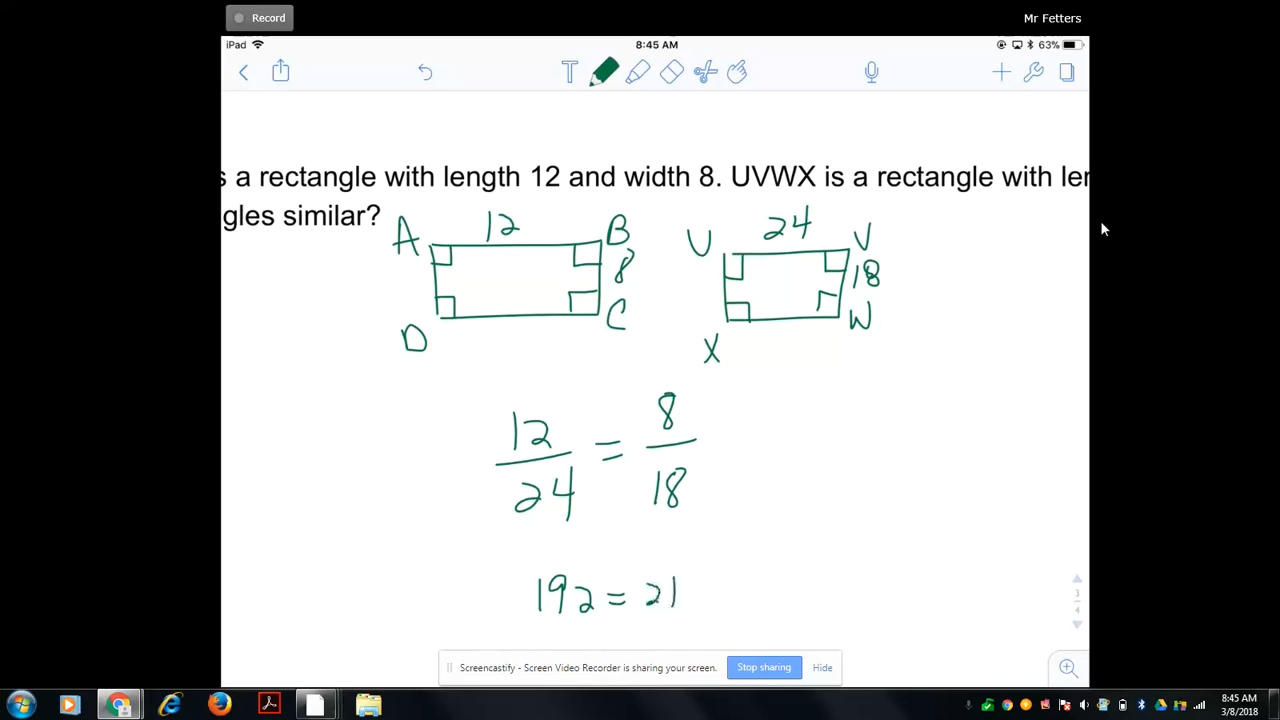 Record
Mr Fetters
iPad
8:45 AM
63%
T
s a rectangle with length 12 and width 8. UVWX is a rectangle with ler
gles similar?
A 12 B
8
D C
U 24 V
18
X W
12/24 = 8/18
192 = 21
3
4
Screencastify - Screen Video Recorder is sharing your screen.
Stop sharing
Hide
8:45 AM
3/8/2018